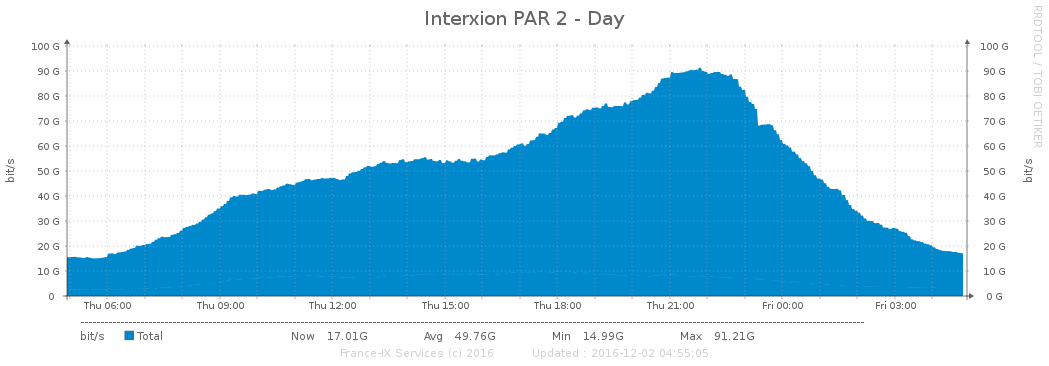 Interxion PAR 2 - Day
RRDTOOL / TOBI OETIKER
bit/s
100 G
90 G
80 G
70 G
60 G
50 G
40 G
30 G
20 G
10 G
0
100 G
90 G
80 G
70 G
60 G
50 G
40 G
30 G
20 G
10 G
0 G
bit/s
Thu 06:00 Thu 09:00 Thu 12:00 Thu 15:00 Thu 18:00 Thu 21:00 Fri 00:00 Fri 03:00
bit/s Total Now 17.01G Avg 49.76G Min 14.99G Max 91.21G
France-IX Services (c) 2016 Updated : 2016-12-02 04:55:05